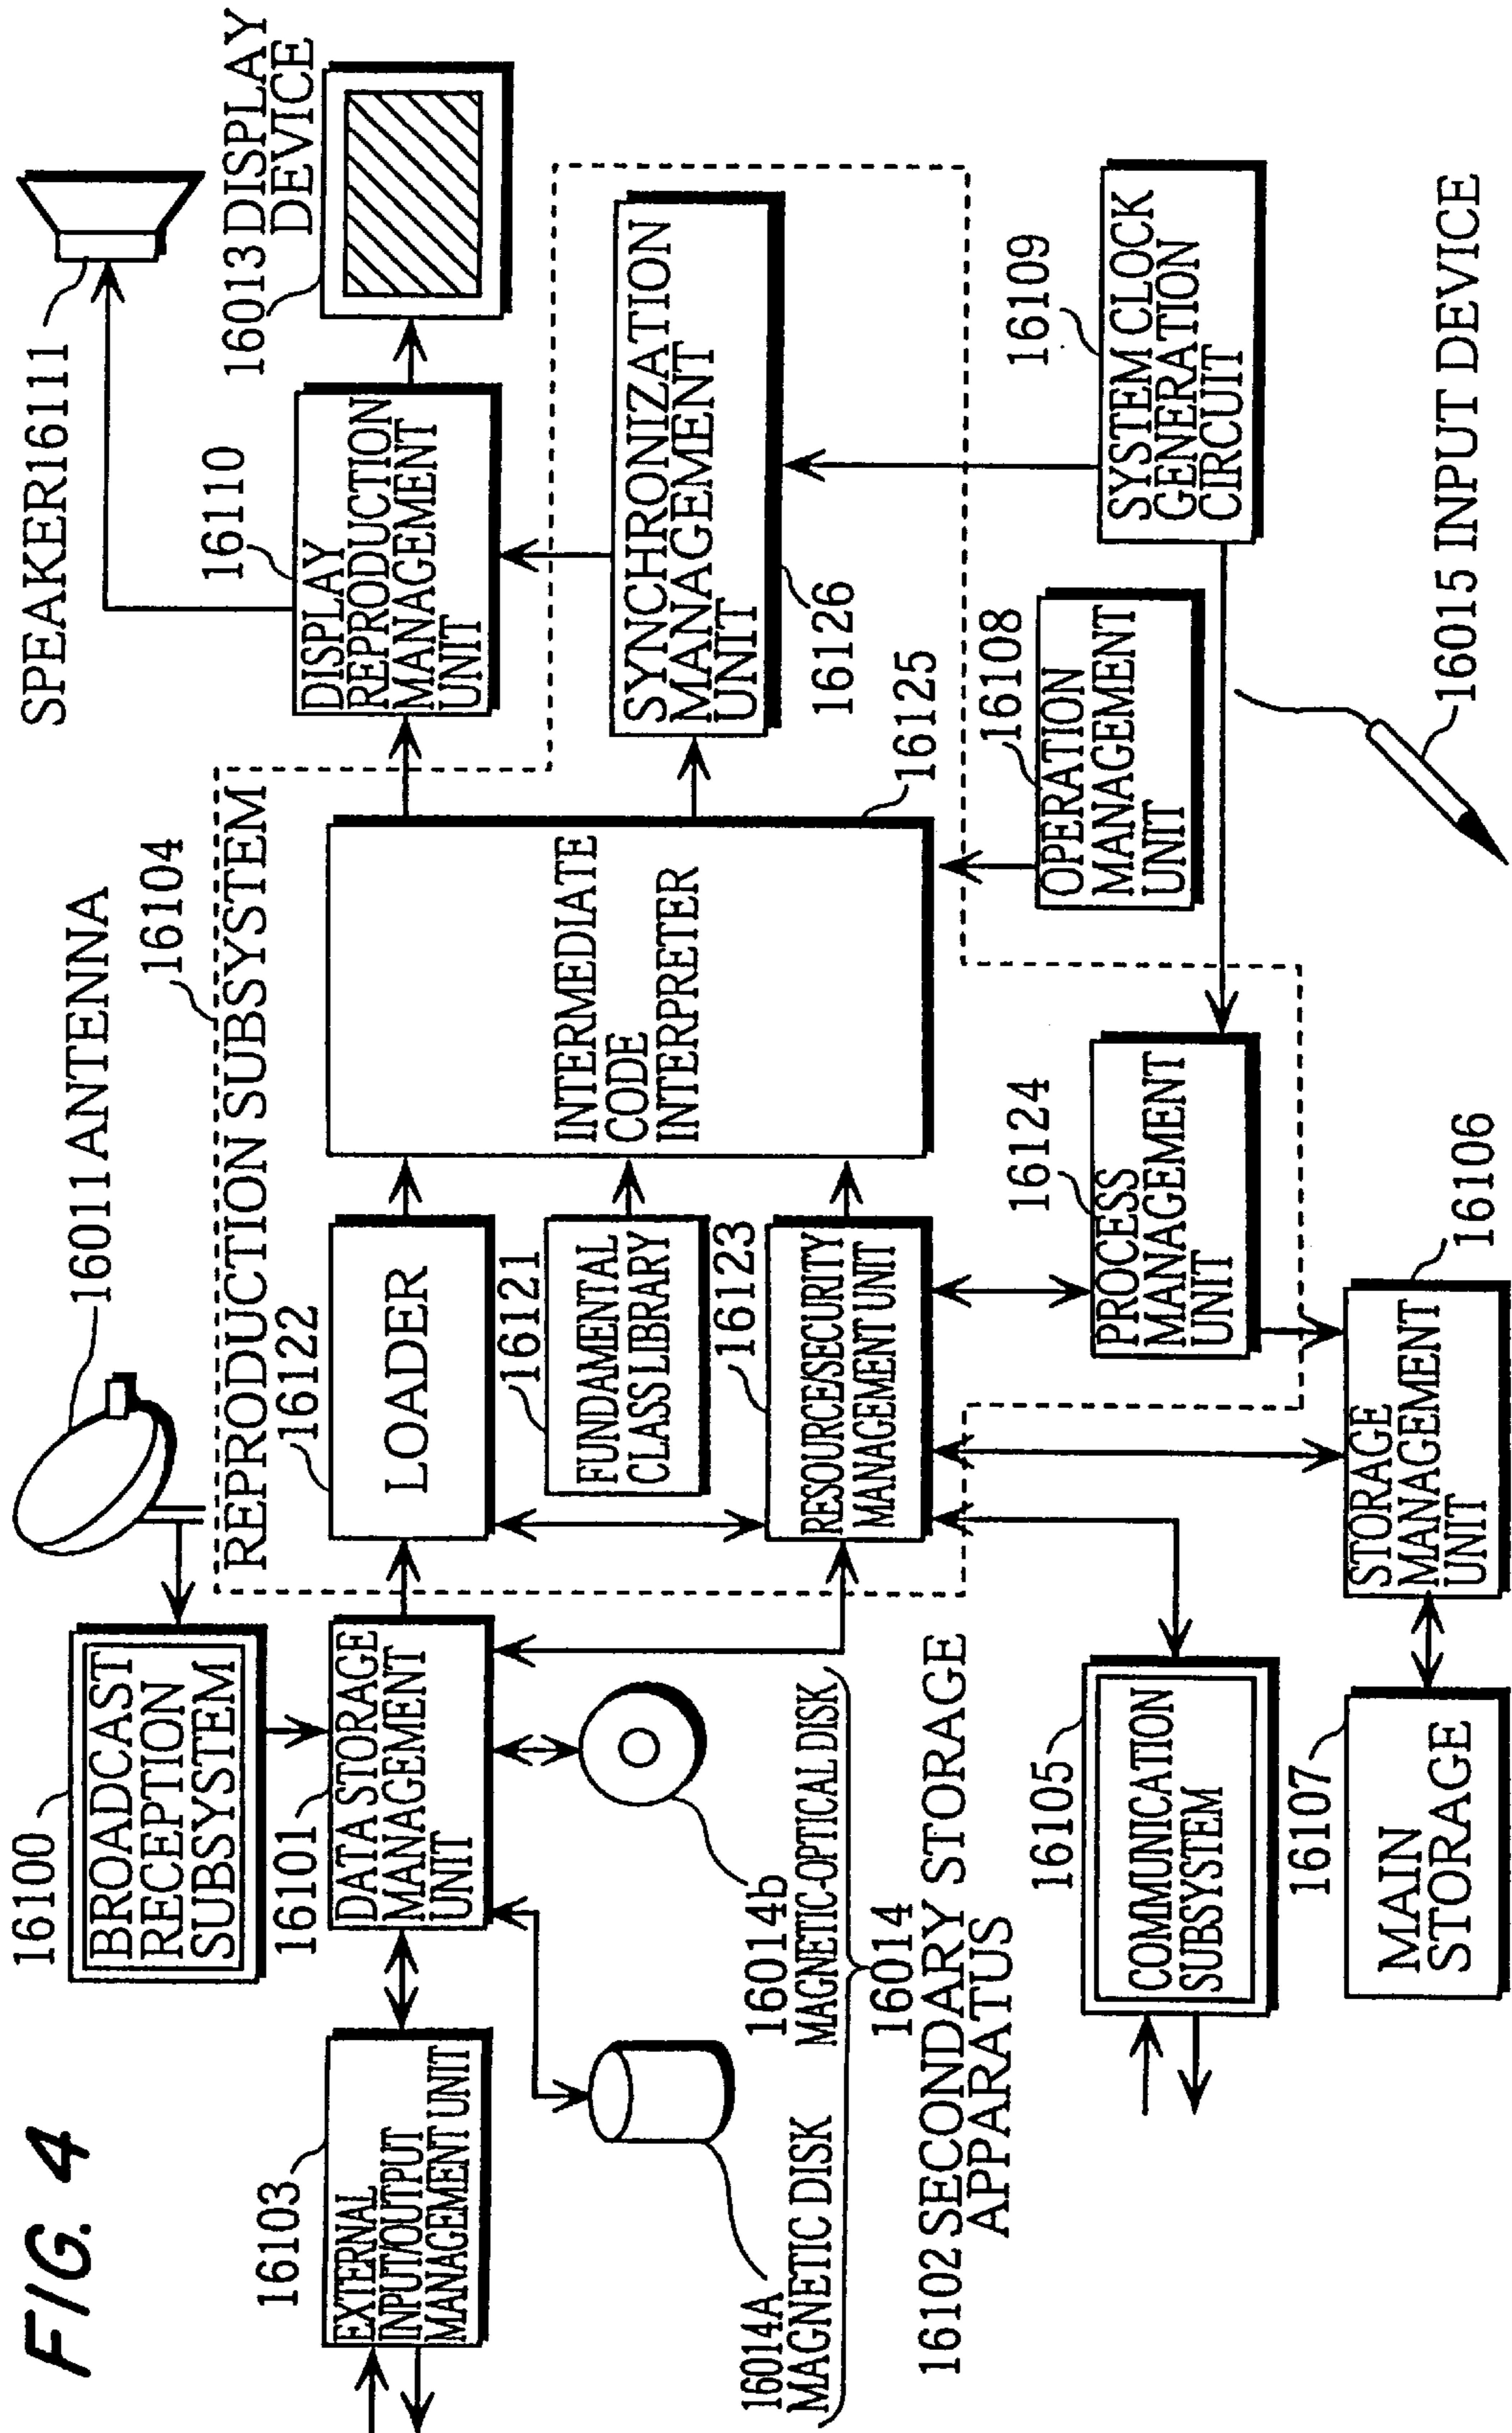 FIG. 4
16100
BROADCAST
RECEPTION
SUBSYSTEM
16011 ANTENNA
16104
REPRODUCTION SUBSYSTEM
SPEAKER16111
16110
DISPLAY
REPRODUCTION
MANAGEMENT
UNIT
16013DISPLAY
DEVICE
16103
EXTERNAL
INPUT/OUTPUT
MANAGEMENT UNIT
16101
DATA STORAGE
MANAGEMENT
UNIT
16122
LOADER
16121
FUNDAMENTAL
CLASS LIBRARY
16123
RESOURCE/SECURITY
MANAGEMENT UNIT
INTERMEDIATE
CODE
INTERPRETER
16125
SYNCHRONIZATION
MANAGEMENT
UNIT
16126
16014A
MAGNETIC DISK
16014b
MAGNETIC-OPTICAL DISK
16014
16102 SECONDARY STORAGE
APPARATUS
16105
COMMUNICATION
SUBSYSTEM
16124
PROCESS
MANAGEMENT
UNIT
16108
OPERATION
MANAGEMENT
UNIT
16109
SYSTEM CLOCK
GENERATION
CIRCUIT
16107
MAIN
STORAGE
STORAGE
MANAGEMENT
UNIT
16106
16015 INPUT DEVICE